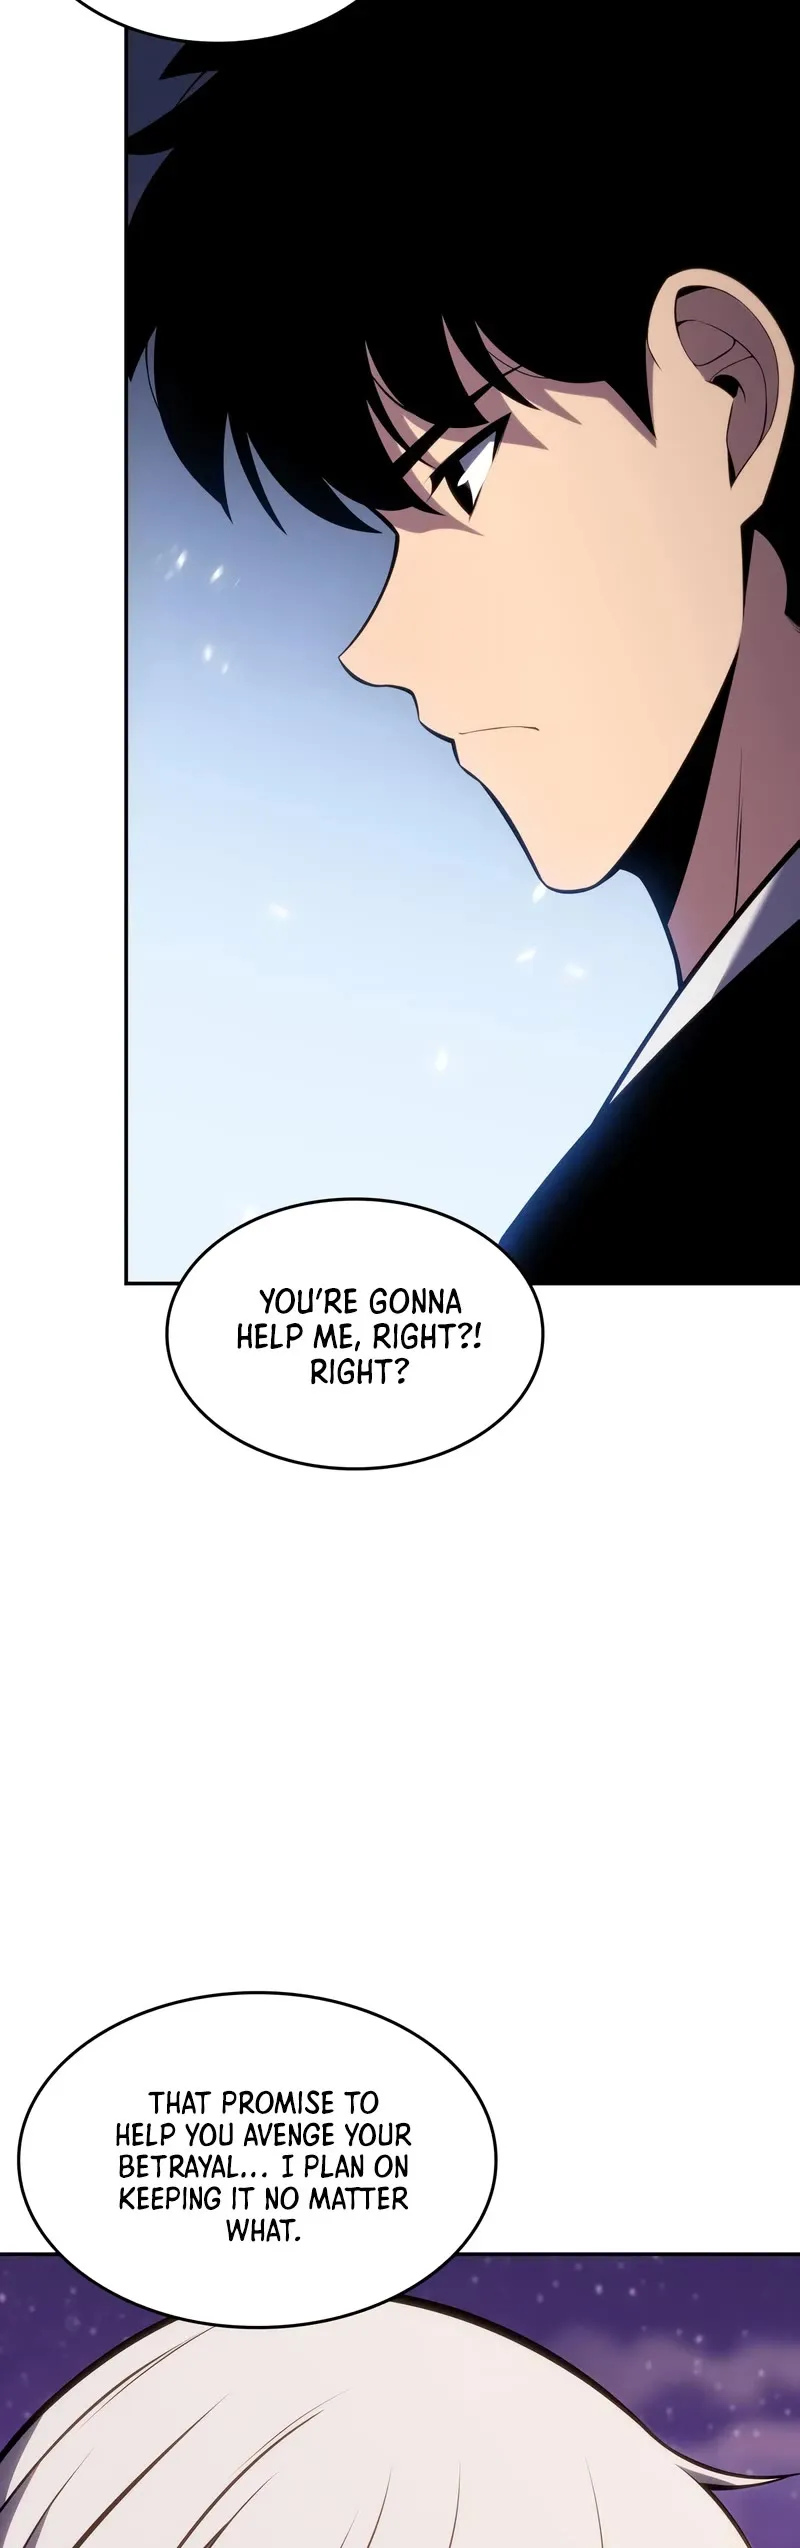 YOU'RE GONNA
HELP ME, RIGHT?!
RIGHT?
THAT PROMISE TO
HELP YOU AVENGE YOUR
BETRAYAL... I PLAN ON
KEEPING IT NO MATTER
WHAT.